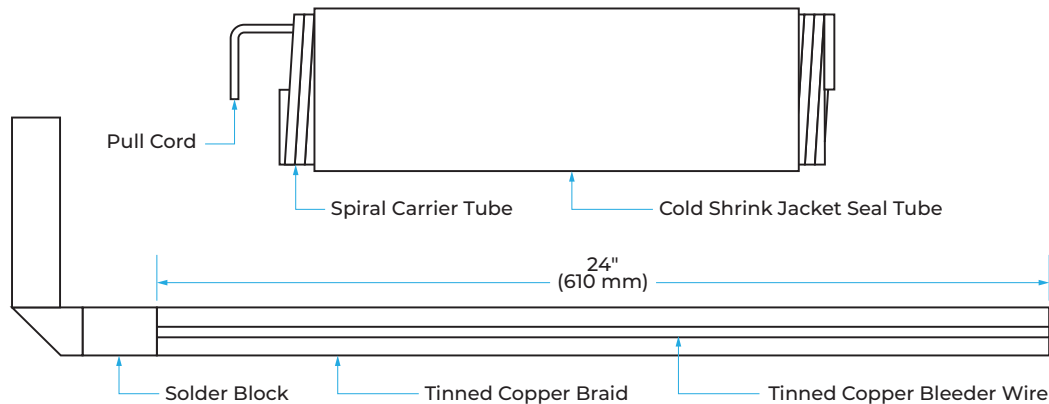 Pull Cord
Spiral Carrier Tube
Cold Shrink Jacket Seal Tube
24"
(610 mm)
Solder Block
Tinned Copper Braid
Tinned Copper Bleeder Wire